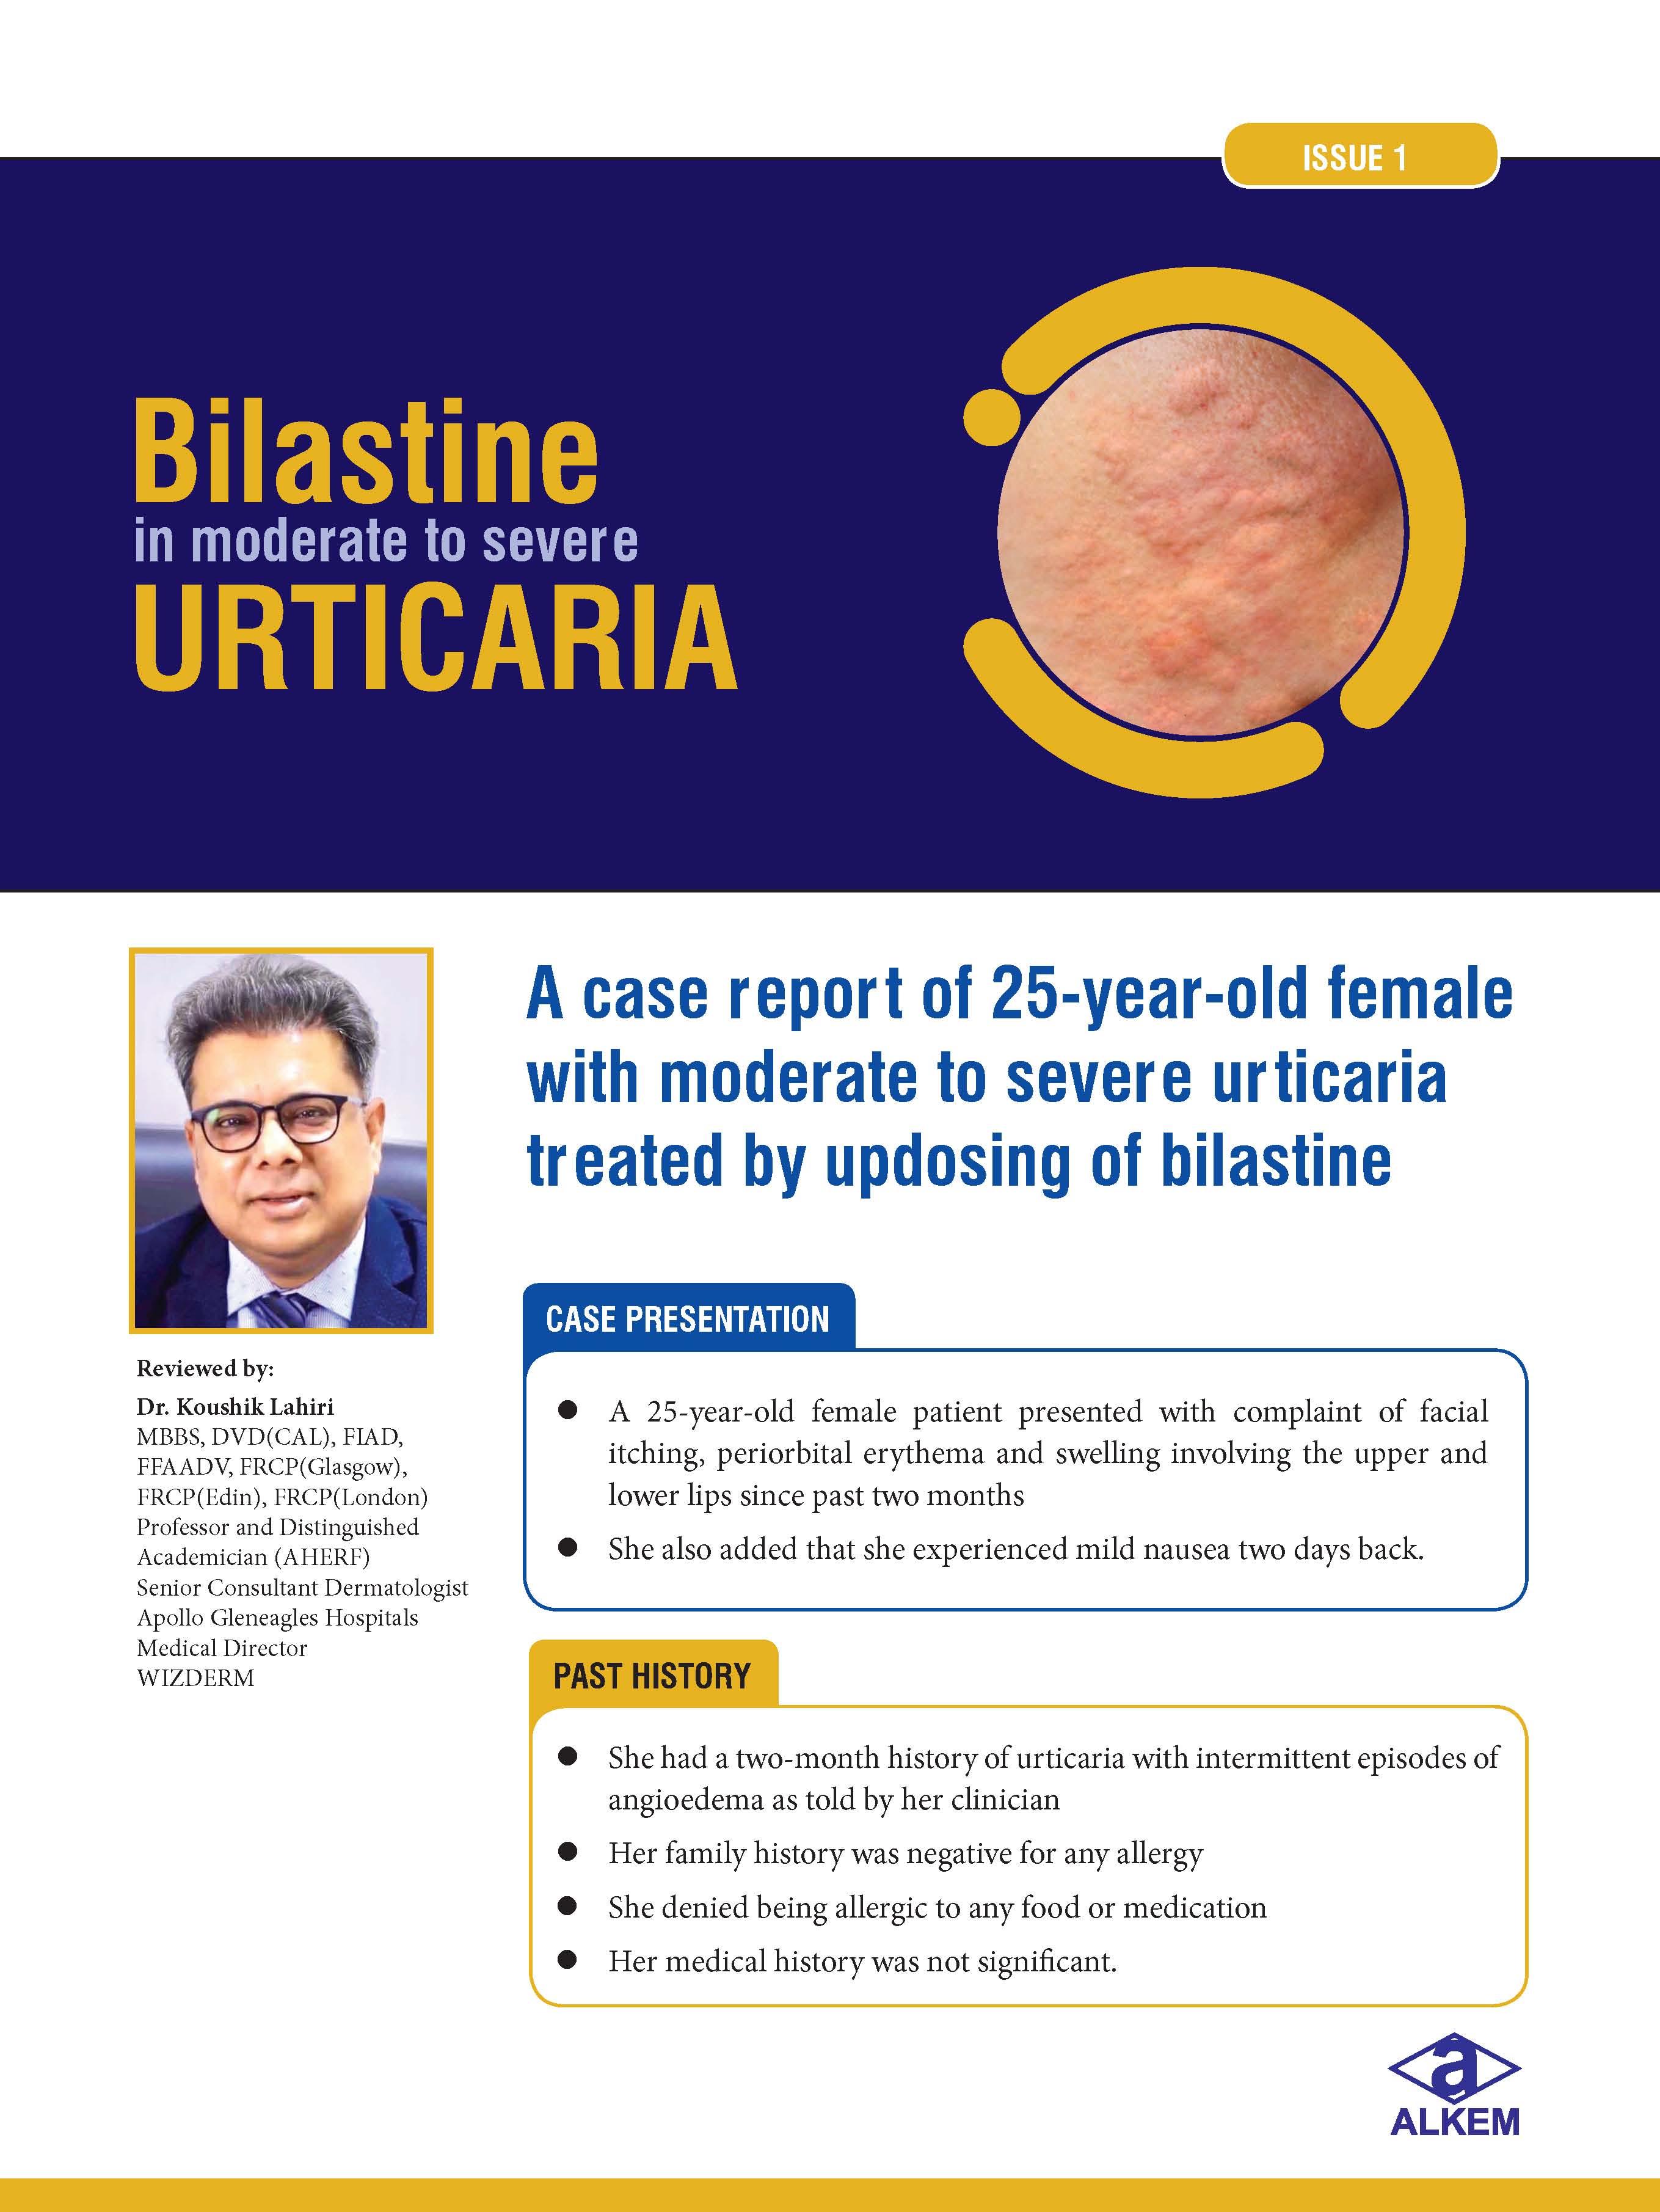 ISSUE 1
Bilastine
in moderate to severe
URTICARIA
A case report of 25-year-old female
with moderate to severe urticaria
treated by updosing of bilastine
Reviewed by:
Dr. Koushik Lahiri
MBBS, DVD(CAL), FIAD,
FFAADV, FRCP(Glasgow),
FRCP(Edin), FRCP(London)
Professor and Distinguished
Academician (AHERF)
Senior Consultant Dermatologist
Apollo Gleneagles Hospitals
Medical Director
WIZDERM
CASE PRESENTATION
● A 25-year-old female patient presented with complaint of facial
itching, periorbital erythema and swelling involving the upper and
lower lips since past two months
● She also added that she experienced mild nausea two days back.
PAST HISTORY
● She had a two-month history of urticaria with intermittent episodes of
angioedema as told by her clinician
● Her family history was negative for any allergy
● She denied being allergic to any food or medication
● Her medical history was not significant.
a
ALKEM